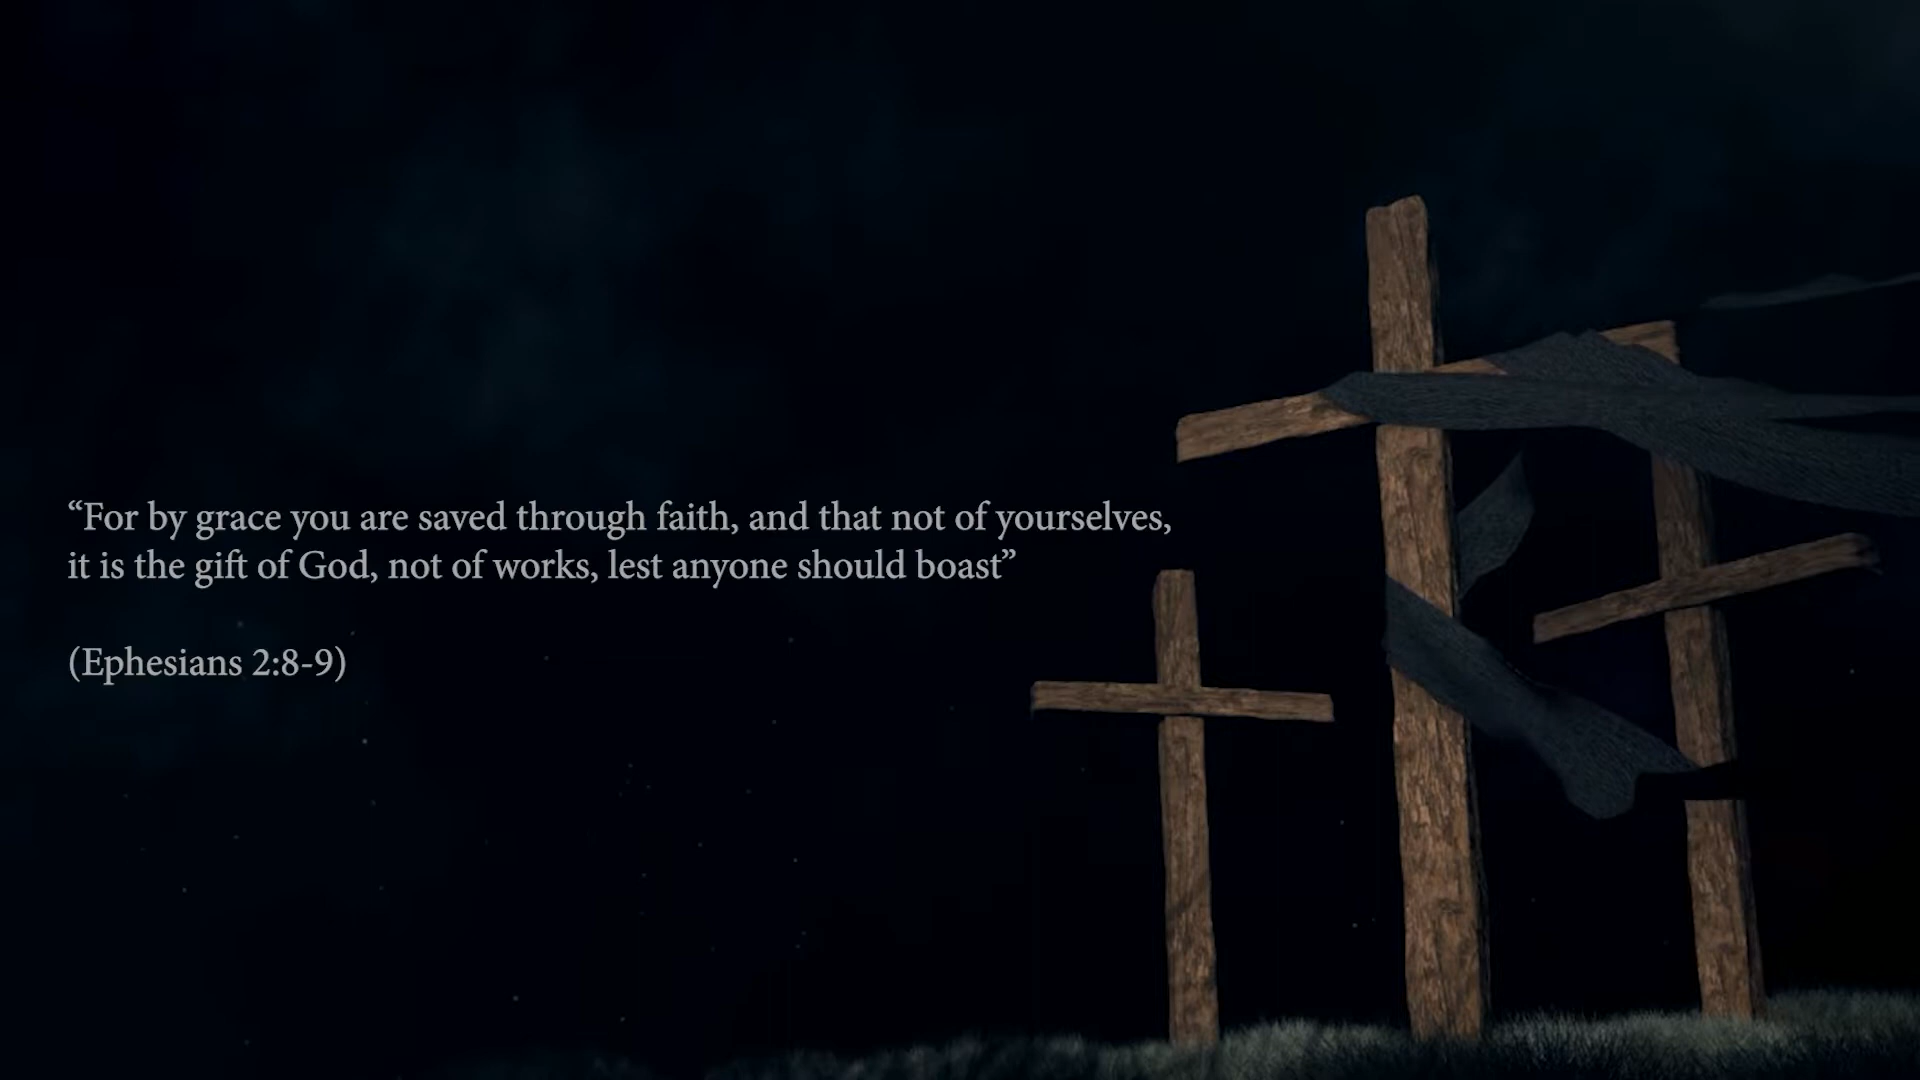 “For by grace you are saved through faith, and that not of yourselves,
it is the gift of God, not of works, lest anyone should boast”
(Ephesians 2:8-9)